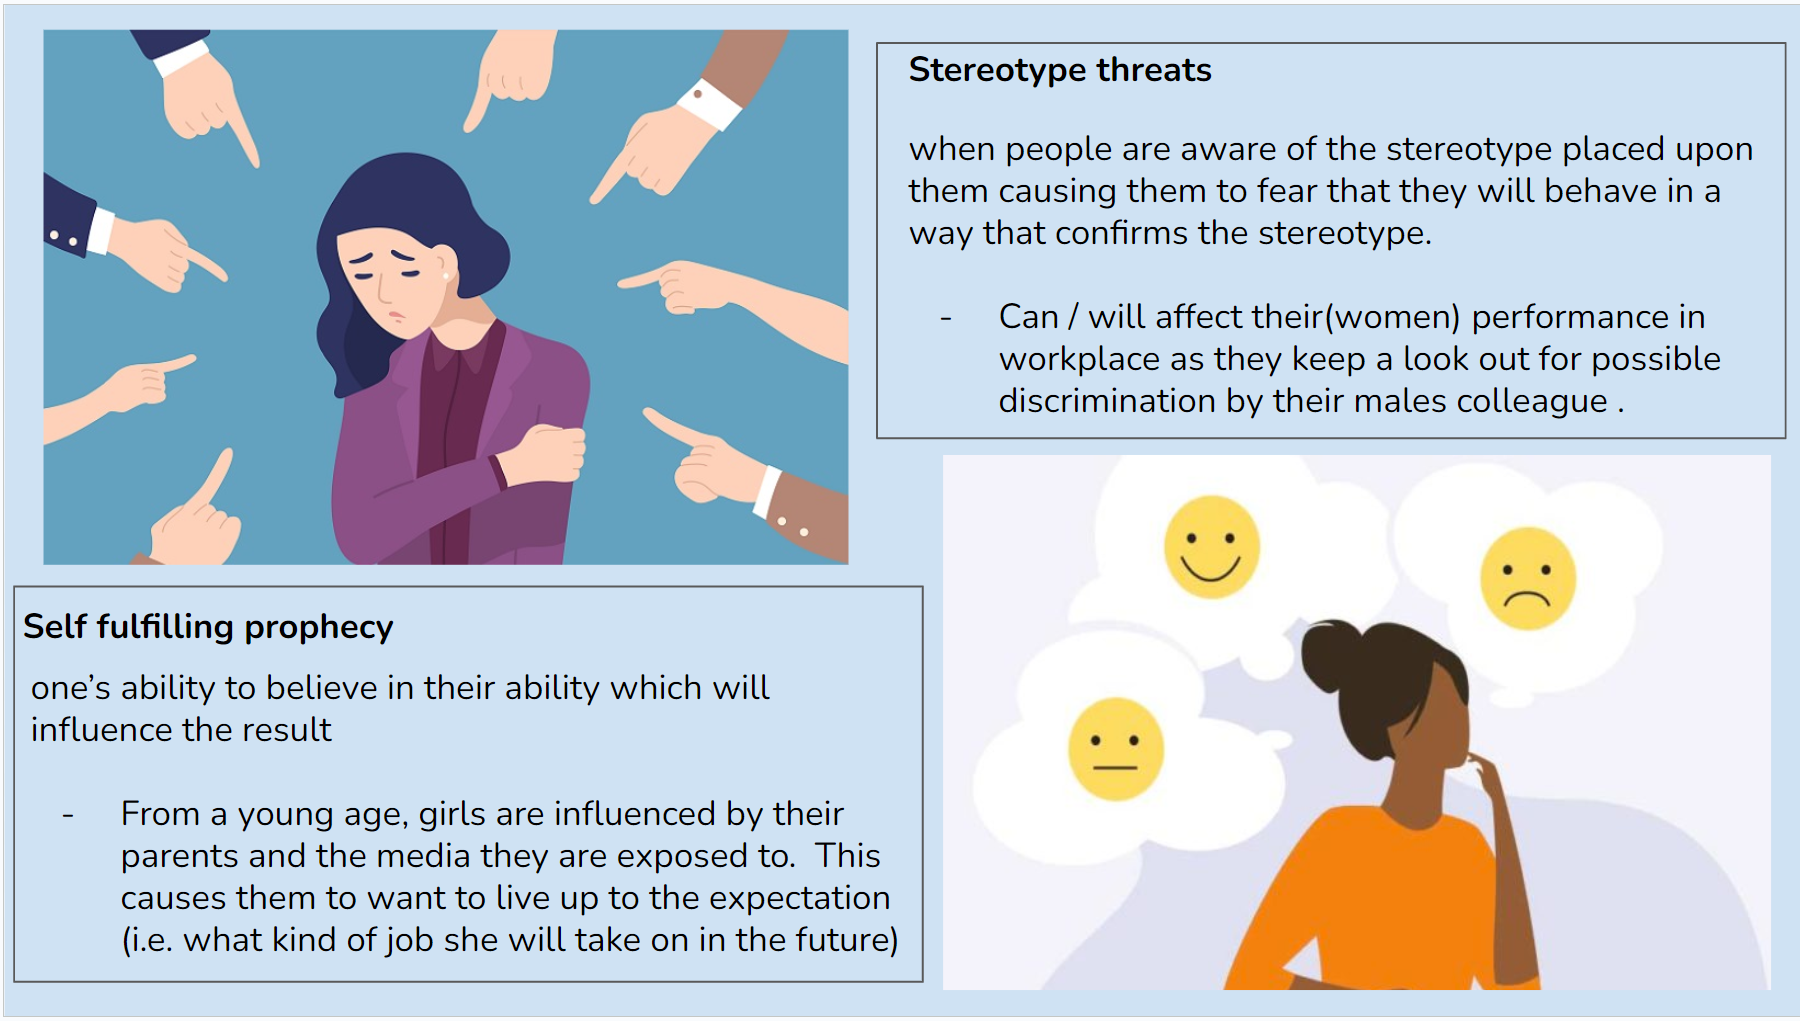 Stereotype threats
when people are aware of the stereotype placed upon
them causing them to fear that they will behave in a
way that confirms the stereotype.
- Can / will affect their(women) performance in
workplace as they keep a look out for possible
discrimination by their males colleague .
Self fulfilling prophecy
one’s ability to believe in their ability which will
influence the result
- From a young age, girls are influenced by their
parents and the media they are exposed to.  This
causes them to want to live up to the expectation
(i.e. what kind of job she will take on in the future)